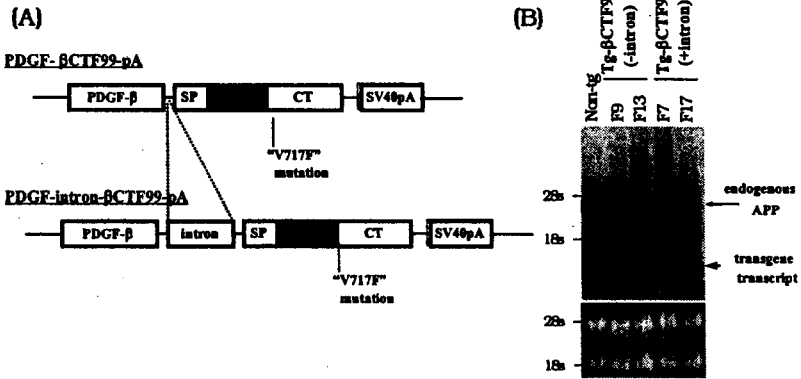 (A)
PDGF- βCTF99-pA
PDGF-β
SP
CT
SV40pA
"V717F"
mutation
PDGF-intron-βCTF99-pA
PDGF-β
intron
SP
CT
SV40pA
"V717F"
mutation
(B)
Non-tg
Tg-βCTF9
(-intron)
F9
F13
Tg-βCTF9
(+intron)
F7
F17
28s
18s
endogenous
APP
transgene
transcript
28s
18s